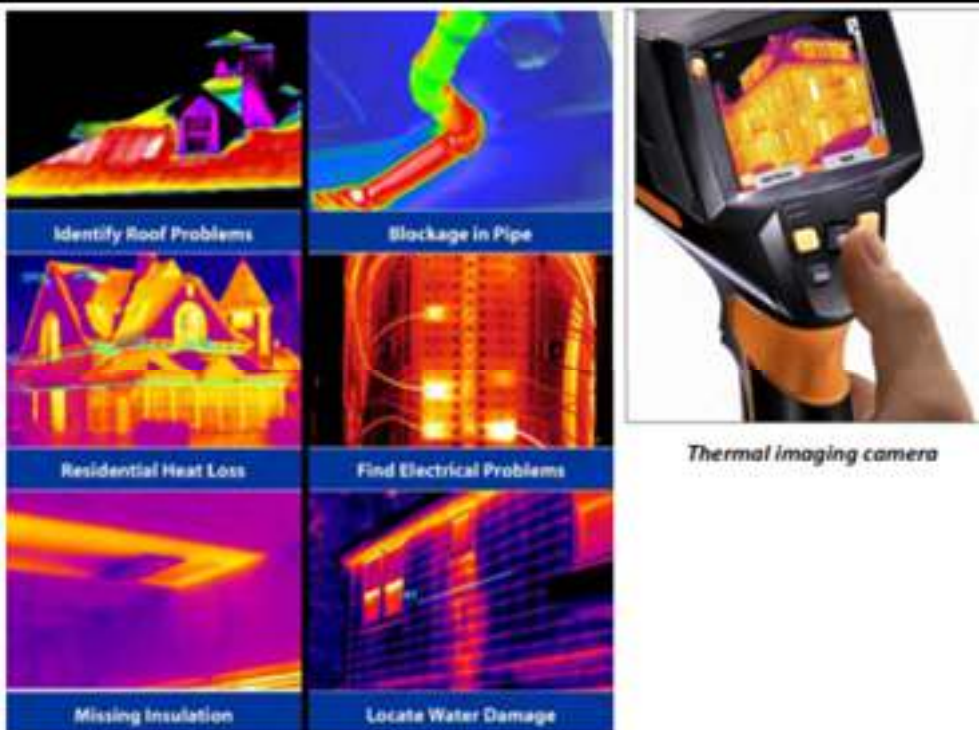 Identify Roof Problems
Blockage in Pipe
Residential Heat Loss
Find Electrical Problems
Thermal imaging camera
Missing Insulation
Locate Water Damage